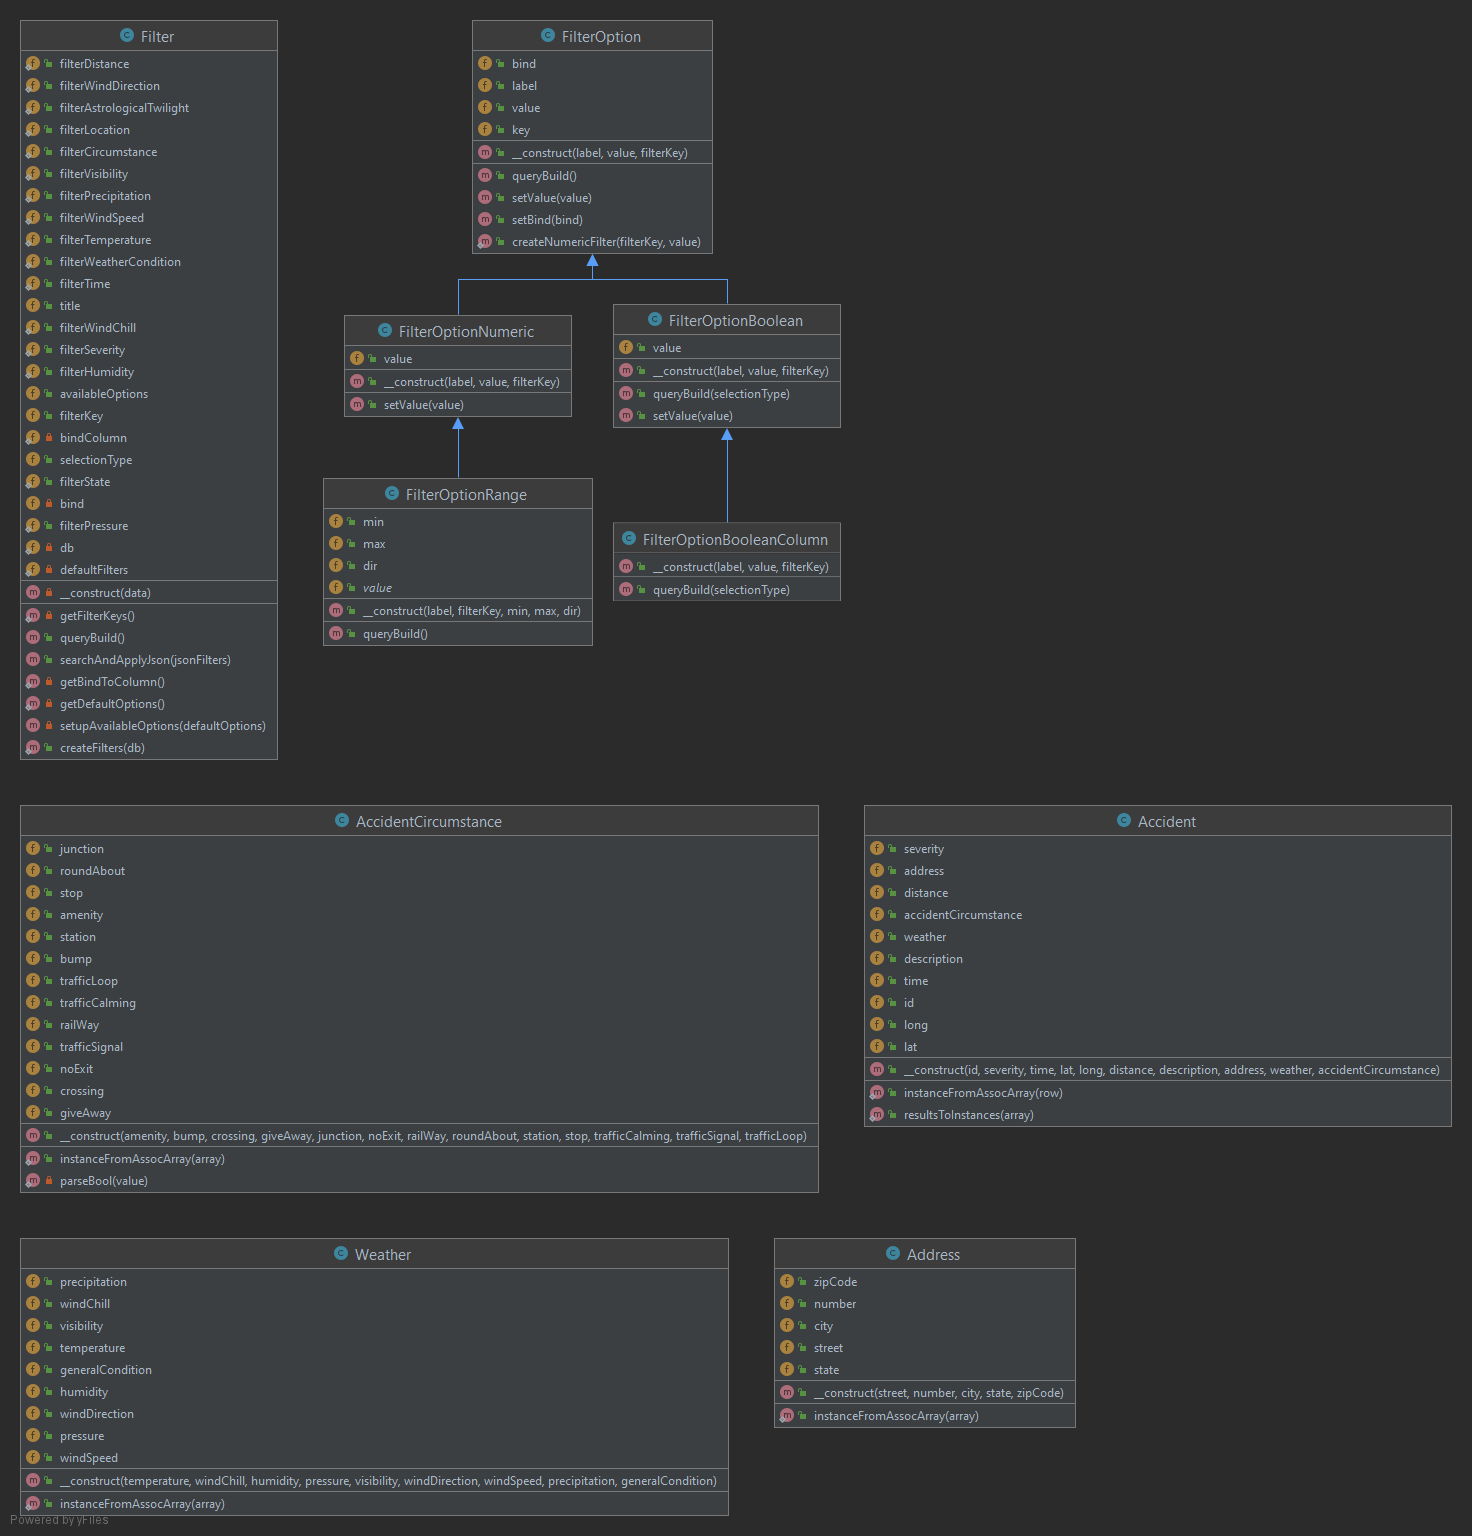 Filter
filterDistance
filterWindDirection
filterAstrologicalTwilight
filterLocation
filterCircumstance
filterVisibility
filterPrecipitation
filterWindSpeed
filterTemperature
filterWeatherCondition
filterTime
title
filterWindChill
filterSeverity
filterHumidity
availableOptions
filterKey
bindColumn
selectionType
filterState
bind
filterPressure
db
defaultFilters
__construct(data)
getFilterKeys()
queryBuild()
searchAndApplyJson(jsonFilters)
getBindToColumn()
getDefaultOptions()
setupAvailableOptions(defaultOptions)
createFilters(db)
FilterOption
bind
label
value
key
__construct(label, value, filterKey)
queryBuild()
setValue(value)
setBind(bind)
createNumericFilter(filterKey, value)
FilterOptionNumeric
value
__construct(label, value, filterKey)
setValue(value)
FilterOptionBoolean
value
__construct(label, value, filterKey)
queryBuild(selectionType)
setValue(value)
FilterOptionRange
min
max
dir
value
__construct(label, filterKey, min, max, dir)
queryBuild()
FilterOptionBooleanColumn
__construct(label, value, filterKey)
queryBuild(selectionType)
AccidentCircumstance
junction
roundAbout
stop
amenity
station
bump
trafficLoop
trafficCalming
railWay
trafficSignal
noExit
crossing
giveAway
__construct(amenity, bump, crossing, giveAway, junction, noExit, railWay, roundAbout, station, stop, trafficCalming, trafficSignal, trafficLoop)
instanceFromAssocArray(array)
parseBool(value)
Accident
severity
address
distance
accidentCircumstance
weather
description
time
id
long
lat
__construct(id, severity, time, lat, long, distance, description, address, weather, accidentCircumstance)
instanceFromAssocArray(row)
resultsToInstances(array)
Weather
precipitation
windChill
visibility
temperature
generalCondition
humidity
windDirection
pressure
windSpeed
__construct(temperature, windChill, humidity, pressure, visibility, windDirection, windSpeed, precipitation, generalCondition)
instanceFromAssocArray(array)
Address
zipCode
number
city
street
state
__construct(street, number, city, state, zipCode)
instanceFromAssocArray(array)
Powered by yFiles